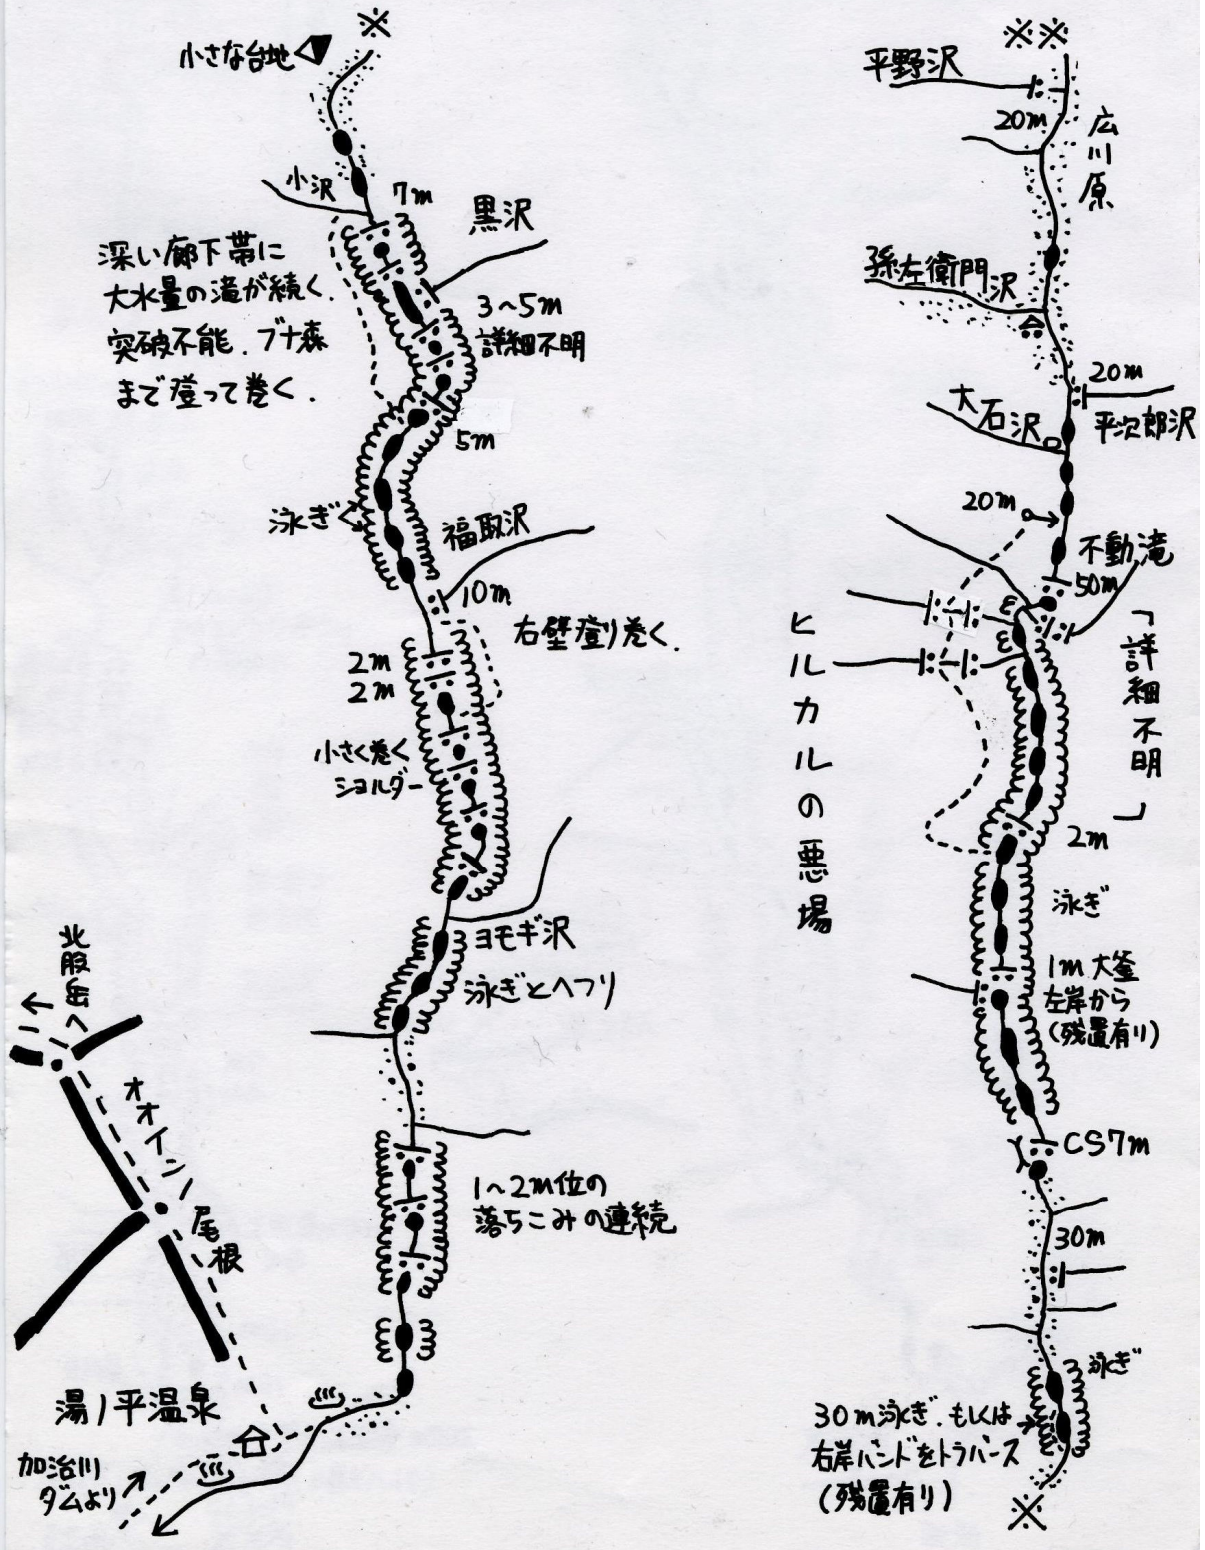 ※
小さな台地
小沢
7m
黒沢
深い廊下帯に
大水量の滝が続く.
突破不能.ブナ森
まで登って巻く.
3~5m
詳細不明
5m
泳ぎ
福取沢
10m
右壁登り巻く.
2m
2m
小さく巻く
ショルダー
ヨモギ沢
泳ぎとヘツリ
北股岳へ
オオインノ尾根
1~2m位の
落ちこみの連続
湯ノ平温泉
加治川
ダムより
※※
平野沢
20m
広川原
孫左衛門沢
20m
平次郎沢
大石沢
20m
不動滝
50m
ヒルカルの悪場
「詳細不明」
2m
泳ぎ
1m大釜
左岸から
(残置有り)
CS7m
30m
泳ぎ
30m泳ぎ.もしくは
右岸バンドをトラバース
(残置有り)
※